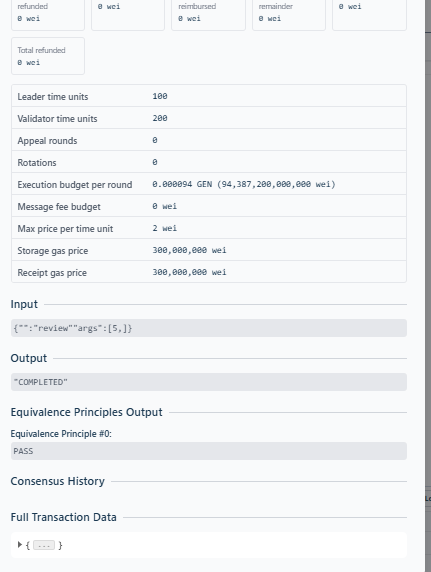 refunded
0 wei
0 wei
reimbursed
0 wei
remainder
0 wei
0 wei
Total refunded
0 wei
Leader time units 100
Validator time units 200
Appeal rounds 0
Rotations 0
Execution budget per round 0.000094 GEN (94,387,200,000,000 wei)
Message fee budget 0 wei
Max price per time unit 2 wei
Storage gas price 300,000,000 wei
Receipt gas price 300,000,000 wei
Input
{"":"review""args":[5,]}
Output
"COMPLETED"
Equivalence Principles Output
Equivalence Principle #0:
PASS
Consensus History
Full Transaction Data
{ ... }